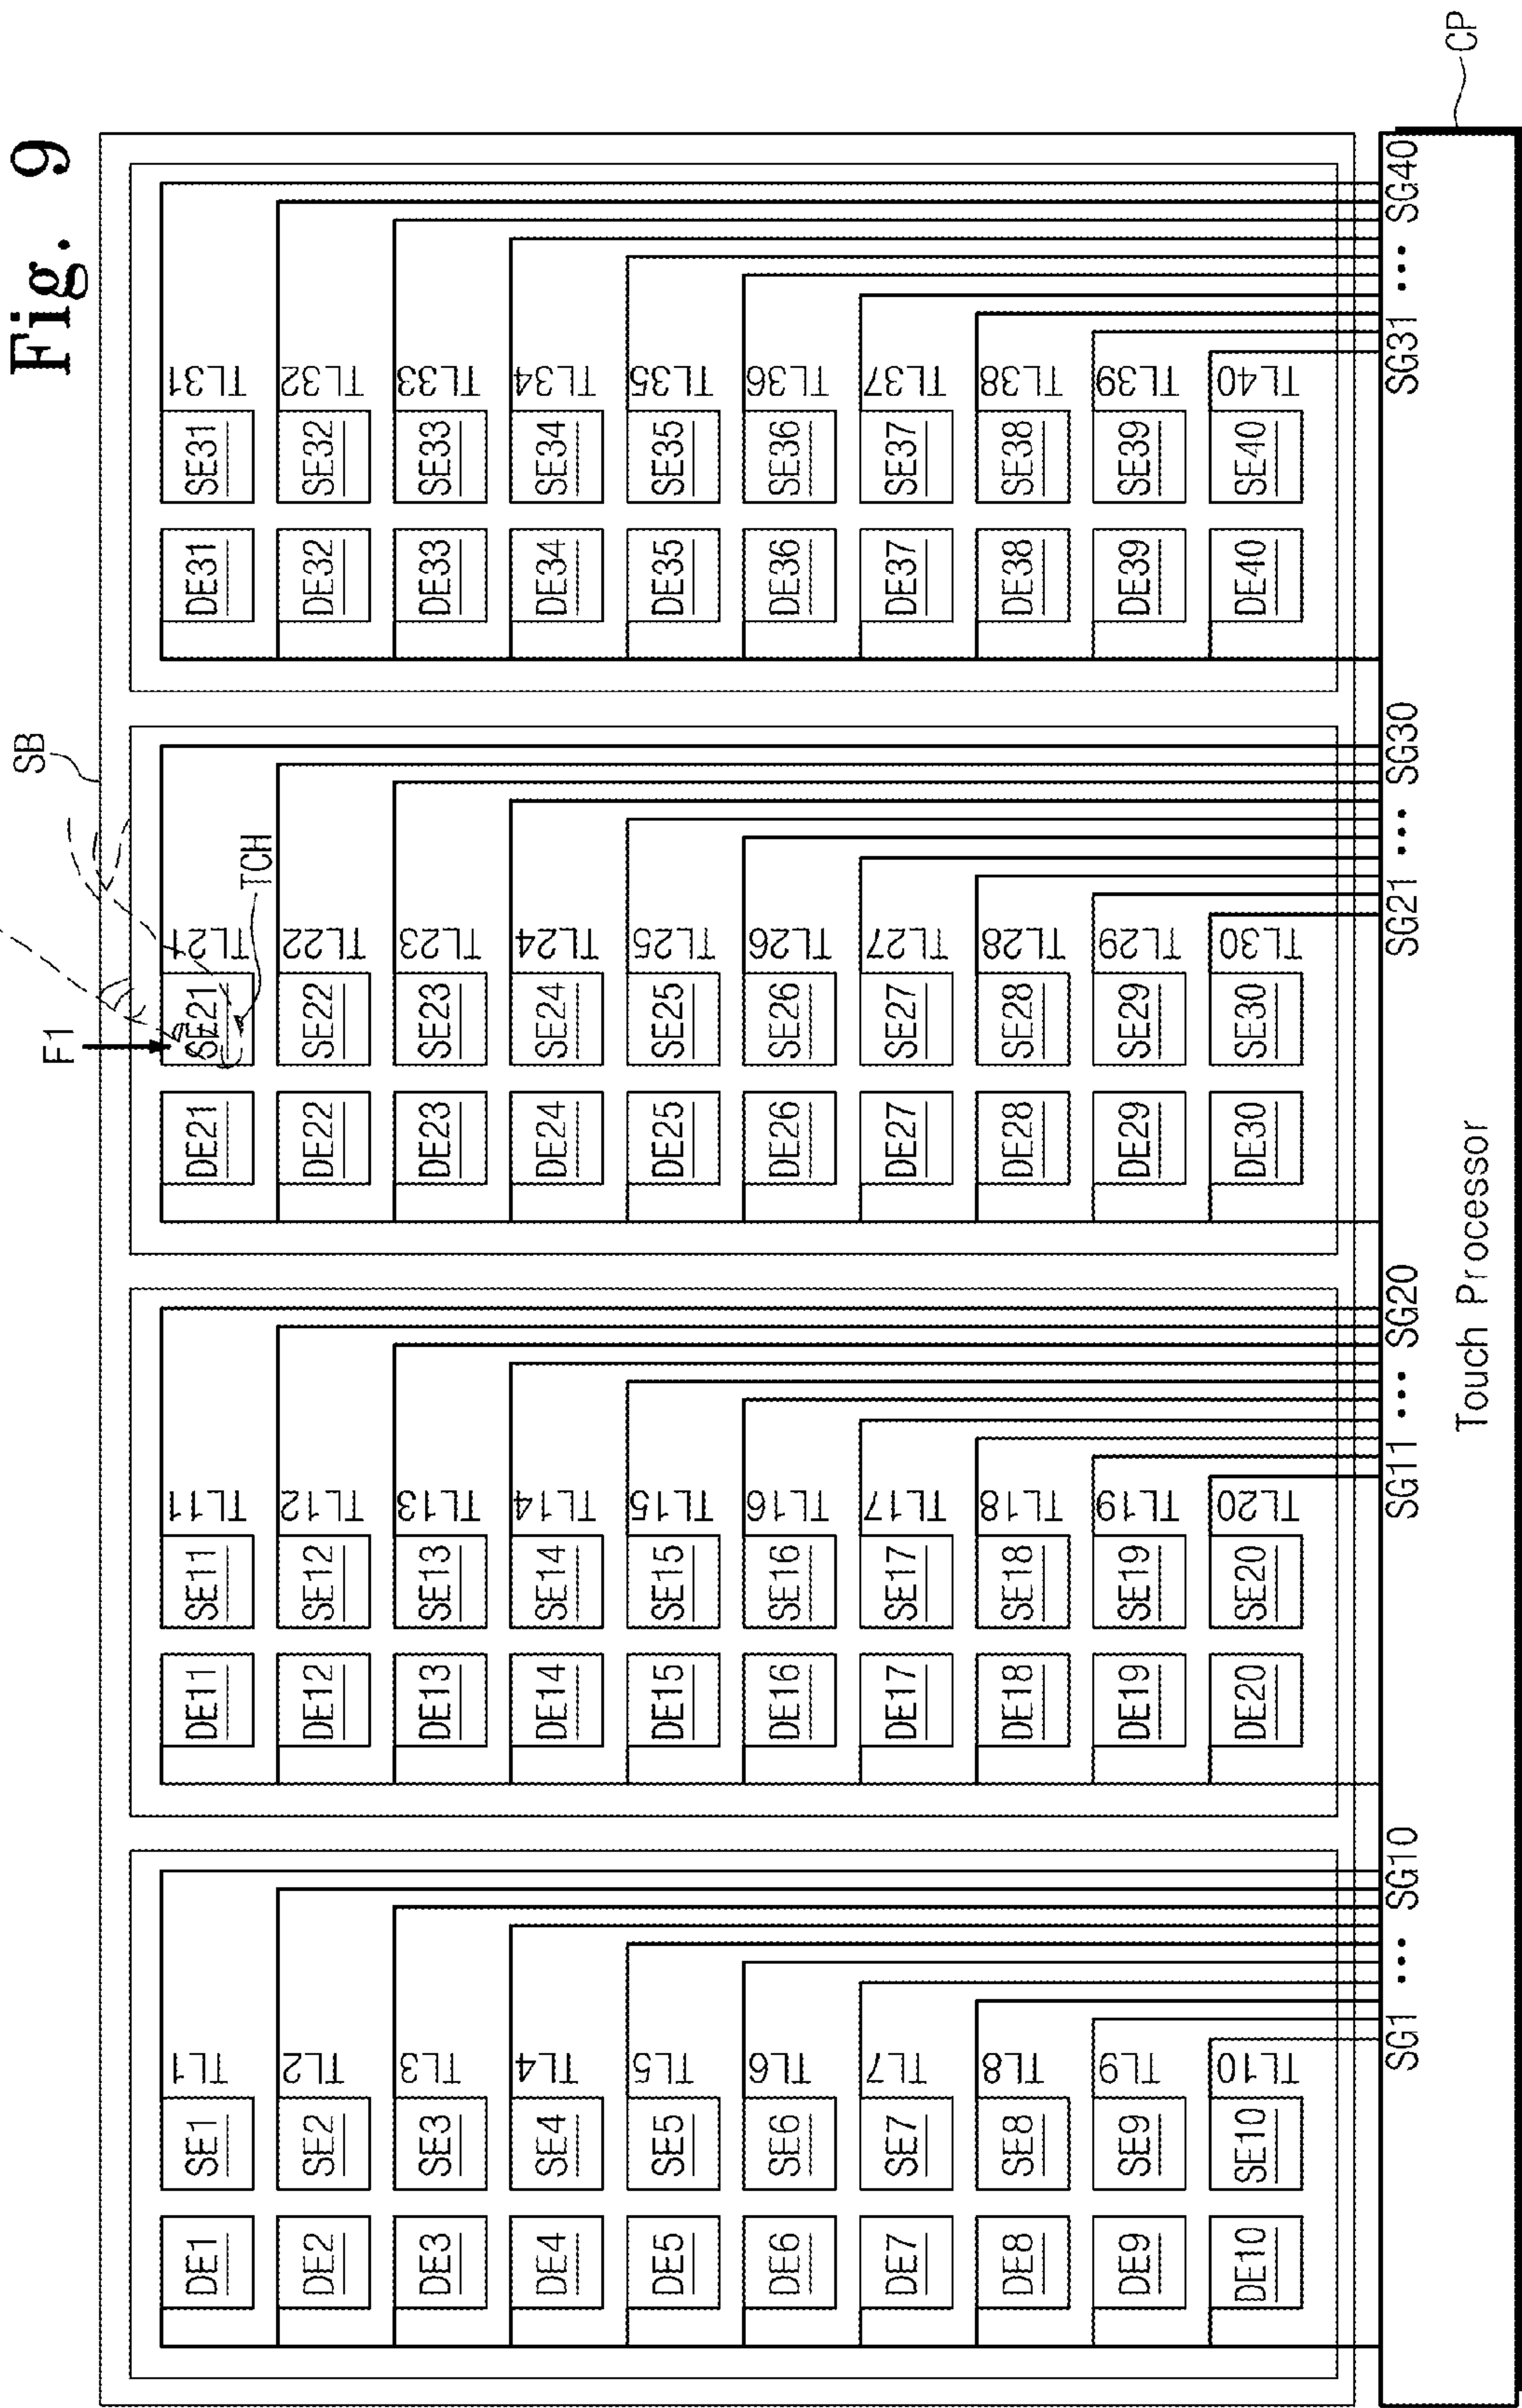 Fig. 9
SB
F1
TCH
DE1 SE1 TL1 DE11 SE11 TL11 DE21 SE21 TL21 DE31 SE31 TL31
DE2 SE2 TL2 DE12 SE12 TL12 DE22 SE22 TL22 DE32 SE32 TL32
DE3 SE3 TL3 DE13 SE13 TL13 DE23 SE23 TL23 DE33 SE33 TL33
DE4 SE4 TL4 DE14 SE14 TL14 DE24 SE24 TL24 DE34 SE34 TL34
DE5 SE5 TL5 DE15 SE15 TL15 DE25 SE25 TL25 DE35 SE35 TL35
DE6 SE6 TL6 DE16 SE16 TL16 DE26 SE26 TL26 DE36 SE36 TL36
DE7 SE7 TL7 DE17 SE17 TL17 DE27 SE27 TL27 DE37 SE37 TL37
DE8 SE8 TL8 DE18 SE18 TL18 DE28 SE28 TL28 DE38 SE38 TL38
DE9 SE9 TL9 DE19 SE19 TL19 DE29 SE29 TL29 DE39 SE39 TL39
DE10 SE10 TL10 DE20 SE20 TL20 DE30 SE30 TL30 DE40 SE40 TL40
SG1 ... SG10 SG11 ... SG20 SG21 ... SG30 SG31 ... SG40
Touch Processor
CP